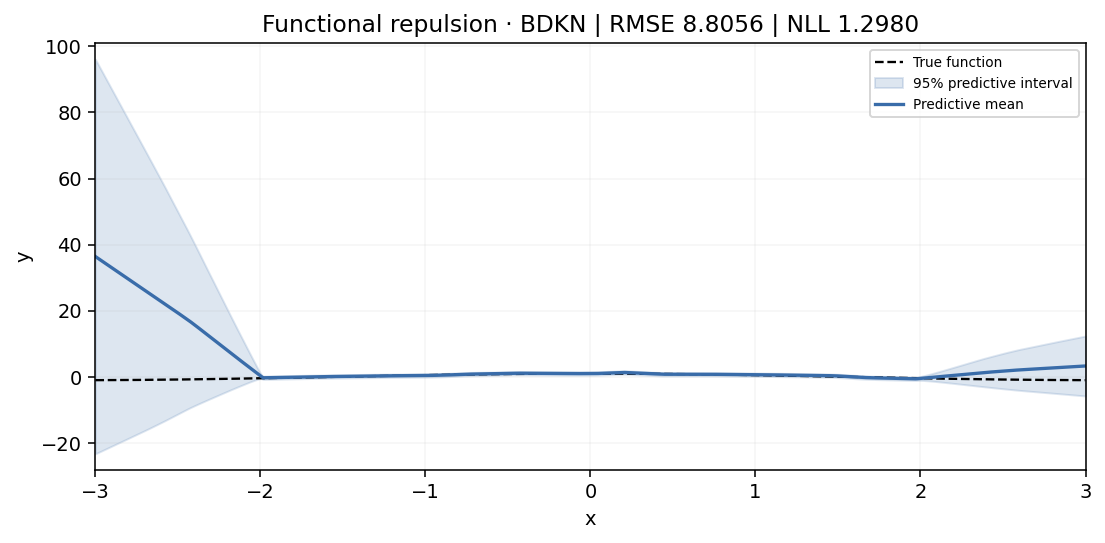 Functional repulsion · BDKN | RMSE 8.8056 | NLL 1.2980
True function
95% predictive interval
Predictive mean
100
80
60
40
20
0
−20
y
−3 −2 −1 0 1 2 3
x